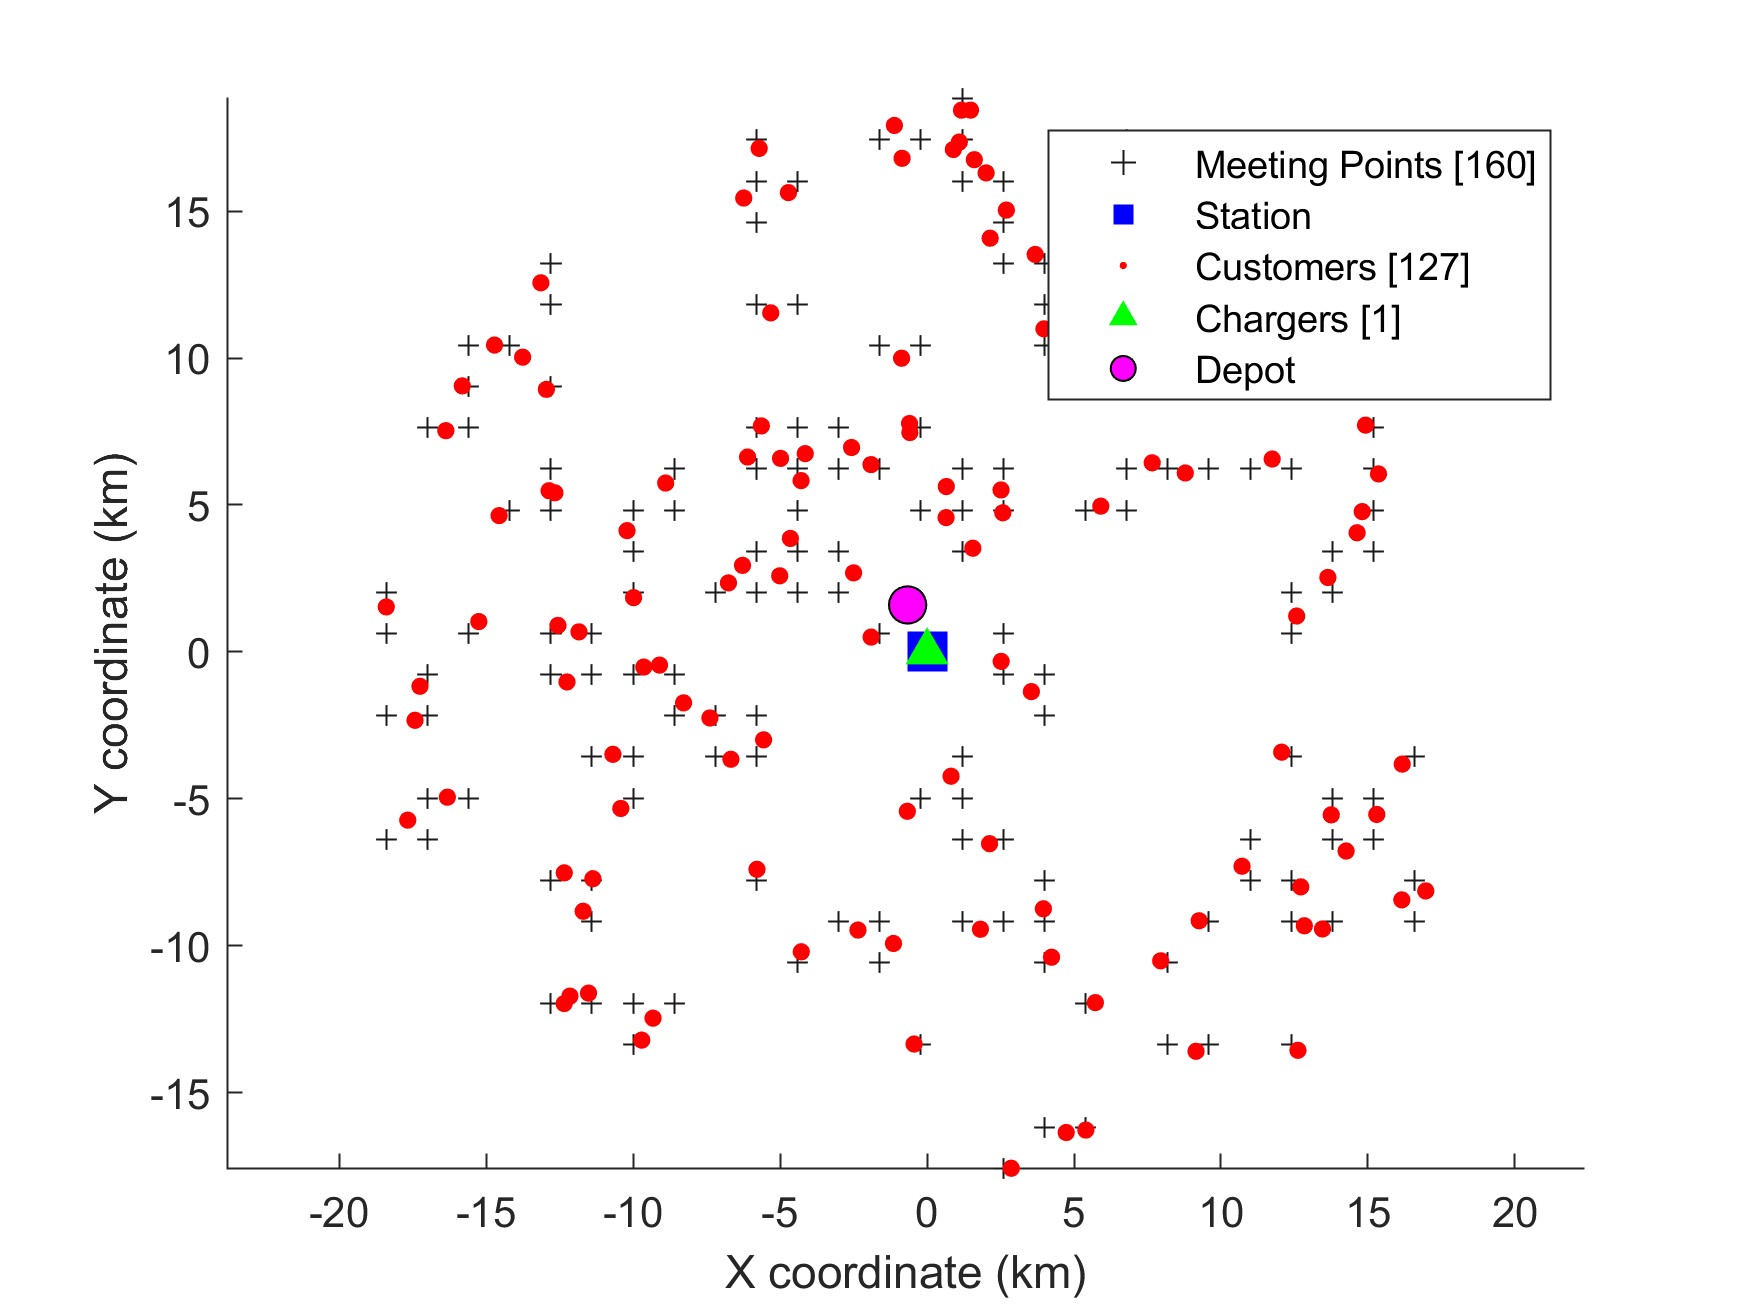 Meeting Points [160]
Station
Customers [127]
Chargers [1]
Depot
15
10
5
0
-5
-10
-15
Y coordinate (km)
-20 -15 -10 -5 0 5 10 15 20
X coordinate (km)